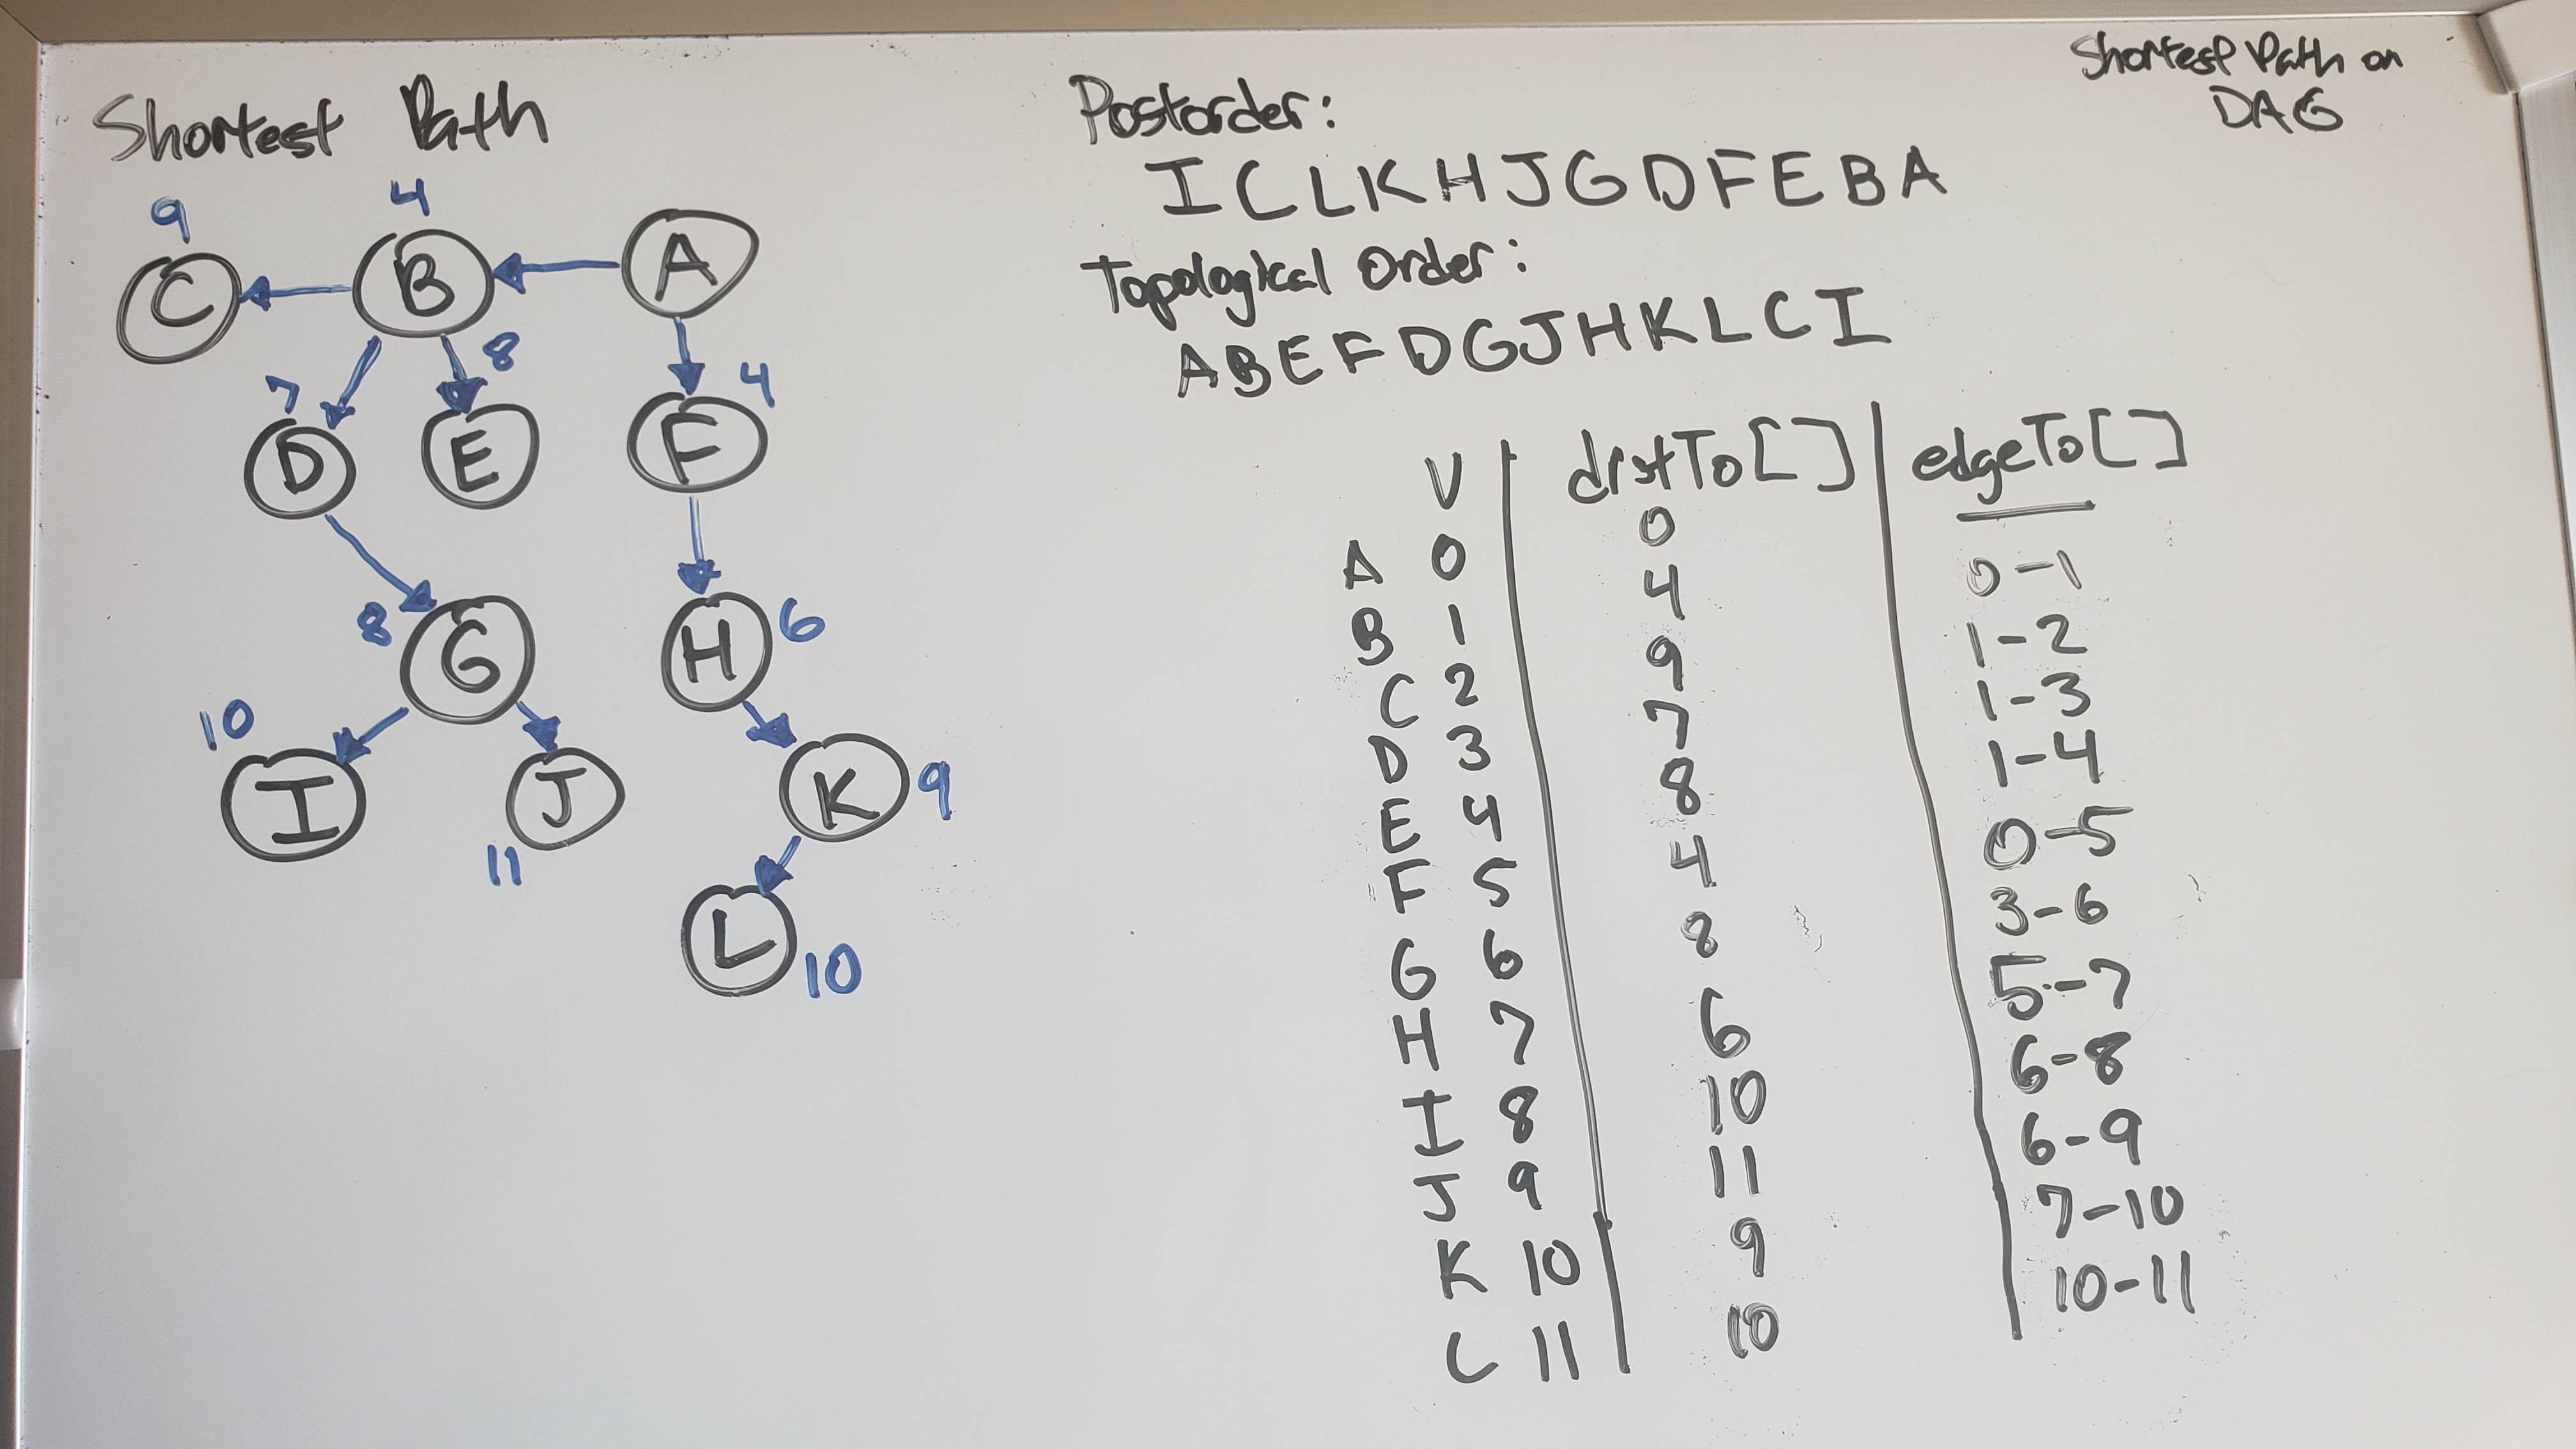 Shortest Path on
DAG
Shortest Path
9 4
C B A
7 8 4
D E F
8 G H 6
10
I J K 9
11
L 10
Postorder:
I C L K H J G D F E B A
Topological Order:
A B E F D G J H K L C I
V distTo[] edgeTo[]
A 0 0 —
B 1 4 0-1
C 2 9 1-2
D 3 7 1-3
E 4 8 1-4
F 5 4 0-5
G 6 8 3-6
H 7 6 5-7
I 8 10 6-8
J 9 11 6-9
K 10 9 7-10
L 11 10 10-11